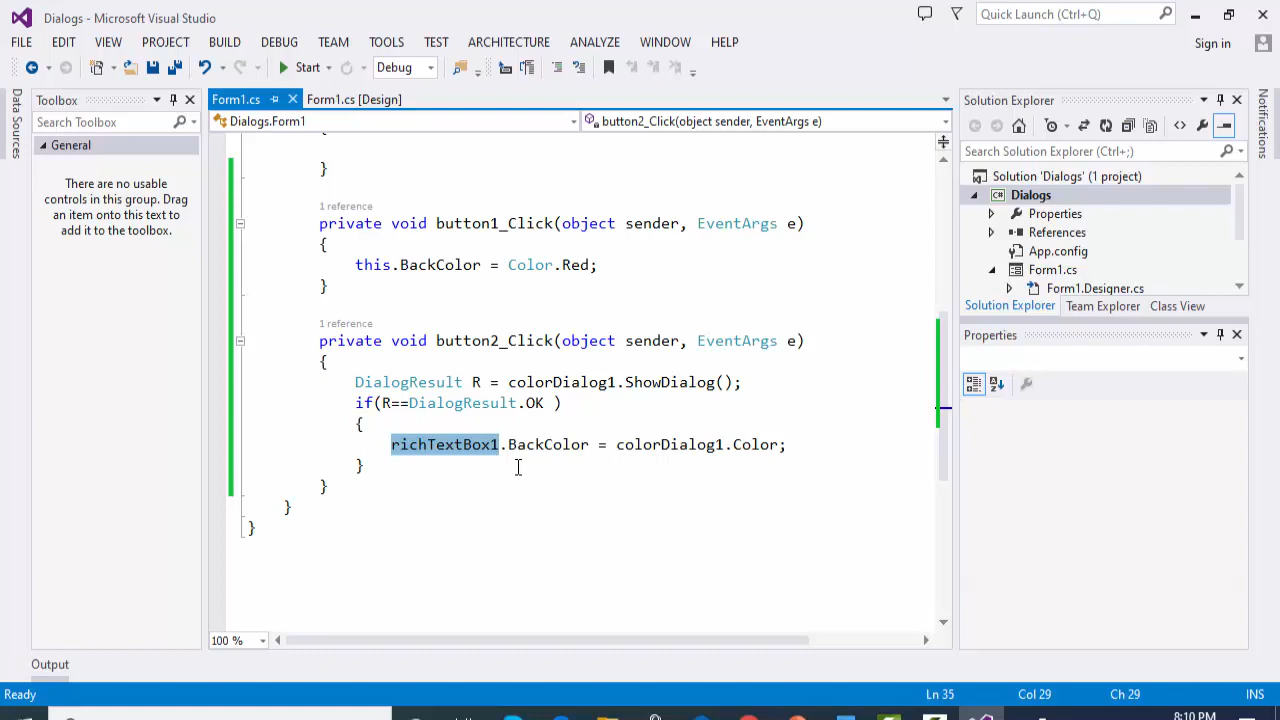 Dialogs - Microsoft Visual Studio
Quick Launch (Ctrl+Q)
FILE EDIT VIEW PROJECT BUILD DEBUG TEAM TOOLS TEST ARCHITECTURE ANALYZE WINDOW HELP
Sign in
Start Debug
Data Sources
Toolbox
Search Toolbox
General
There are no usable
controls in this group. Drag
an item onto this text to
add it to the toolbox.
Form1.cs Form1.cs [Design]
Dialogs.Form1 button2_Click(object sender, EventArgs e)
}
1 reference
private void button1_Click(object sender, EventArgs e)
{
this.BackColor = Color.Red;
}
1 reference
private void button2_Click(object sender, EventArgs e)
{
DialogResult R = colorDialog1.ShowDialog();
if(R==DialogResult.OK )
{
richTextBox1.BackColor = colorDialog1.Color;
}
}
}
}
100 %
Solution Explorer
Search Solution Explorer (Ctrl+;)
Solution 'Dialogs' (1 project)
C# Dialogs
Properties
References
App.config
Form1.cs
Form1.Designer.cs
Solution Explorer Team Explorer Class View
Properties
Notifications
Output
Ready Ln 35 Col 29 Ch 29 INS
8:10 PM